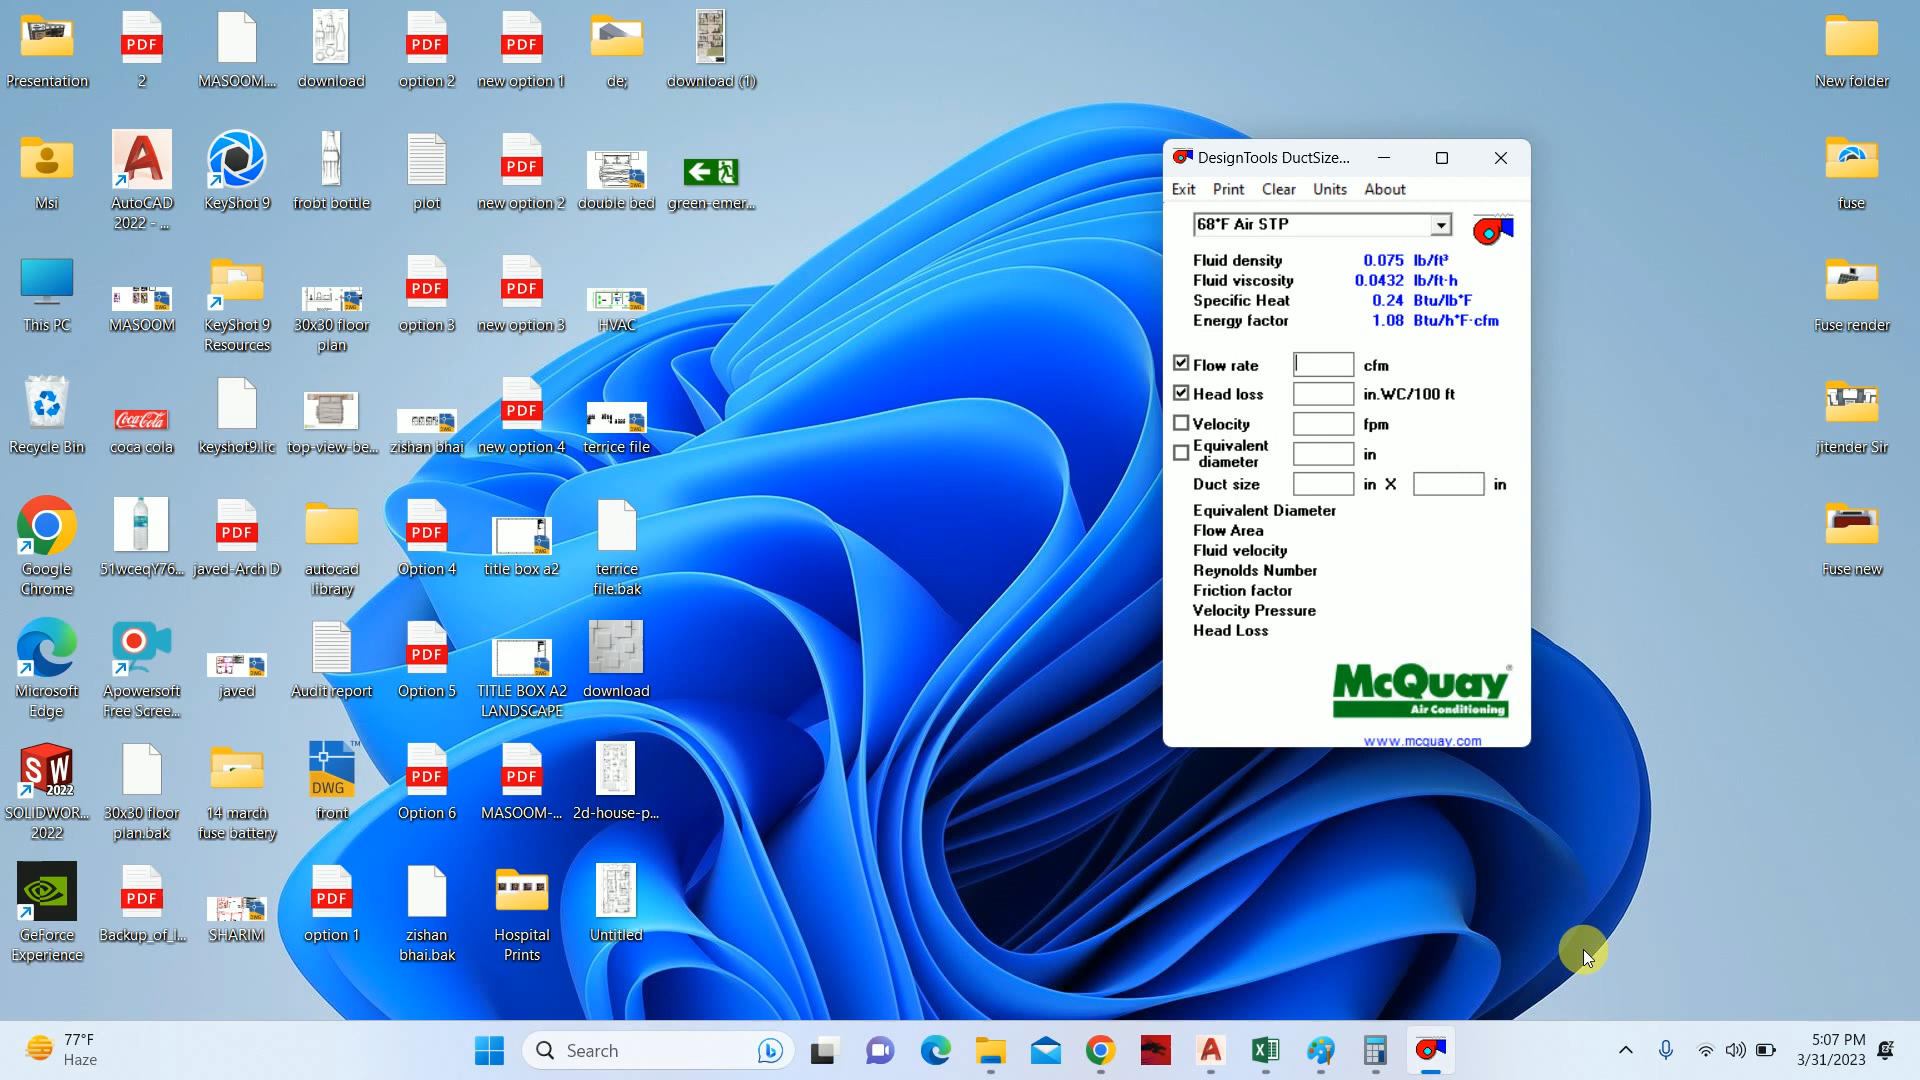 Presentation
2
MASOOM....
download
option 2
new option 1
de;
download (1)
New folder
Msi
AutoCAD
2022 - ...
KeyShot 9
frobt bottle
plot
new option 2
double bed
green-emer...
fuse
This PC
MASOOM
KeyShot 9
Resources
30x30 floor
plan
option 3
new option 3
HVAC
Fuse render
Recycle Bin
coca cola
keyshot9.lic
top-view-be...
zishan bhai
new option 4
terrice file
jitender Sir
Google
Chrome
51wceqY76...
javed-Arch D
autocad
library
Option 4
title box a2
terrice
file.bak
Fuse new
Microsoft
Edge
Apowersoft
Free Scree...
javed
Audit report
Option 5
TITLE BOX A2
LANDSCAPE
download
SOLIDWOR...
2022
30x30 floor
plan.bak
14 march
fuse battery
front
Option 6
MASOOM-...
2d-house-p...
GeForce
Experience
Backup_of_l...
SHARIM
option 1
zishan
bhai.bak
Hospital
Prints
Untitled
DesignTools DuctSize...
Exit Print Clear Units About
68°F Air STP
Fluid density 0.075 lb/ft³
Fluid viscosity 0.0432 lb/ft·h
Specific Heat 0.24 Btu/lb°F
Energy factor 1.08 Btu/h°F·cfm
Flow rate cfm
Head loss in.WC/100 ft
Velocity fpm
Equivalent
diameter in
Duct size in X in
Equivalent Diameter
Flow Area
Fluid velocity
Reynolds Number
Friction factor
Velocity Pressure
Head Loss
McQuay®
Air Conditioning
www.mcquay.com
77°F
Haze
Search
5:07 PM
3/31/2023